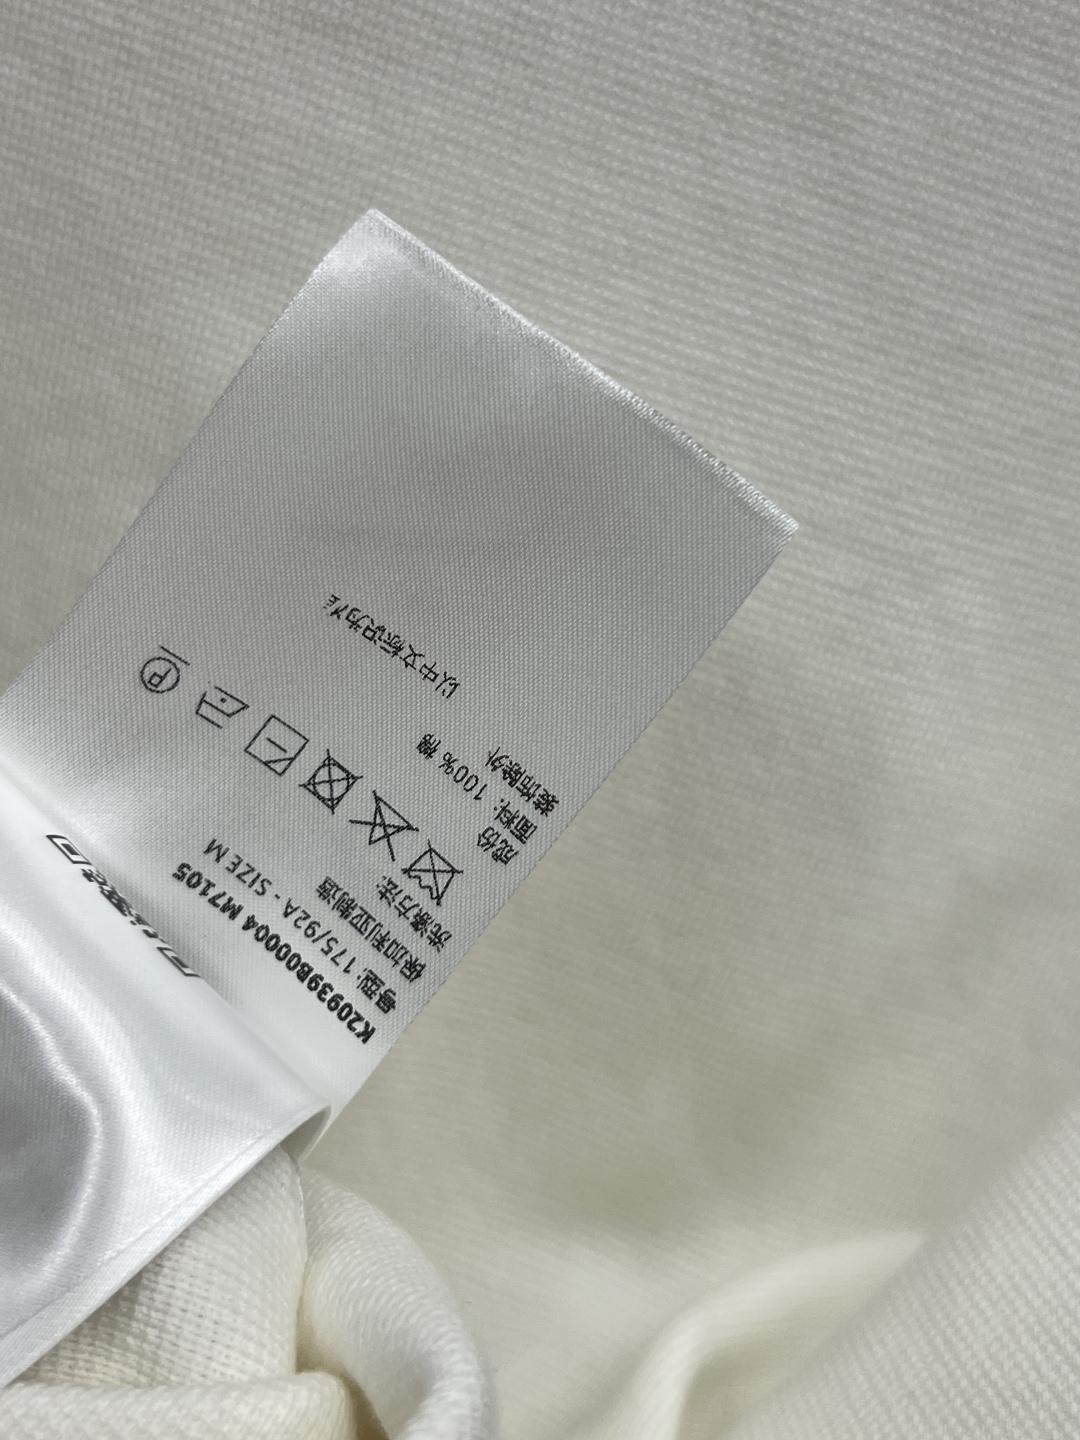 K20939B00004 M7105
号型: 175/92A - SIZE M
保加利亚制造
洗涤方法:
成份
面料: 100% 棉
装饰除外
以中文标识为准